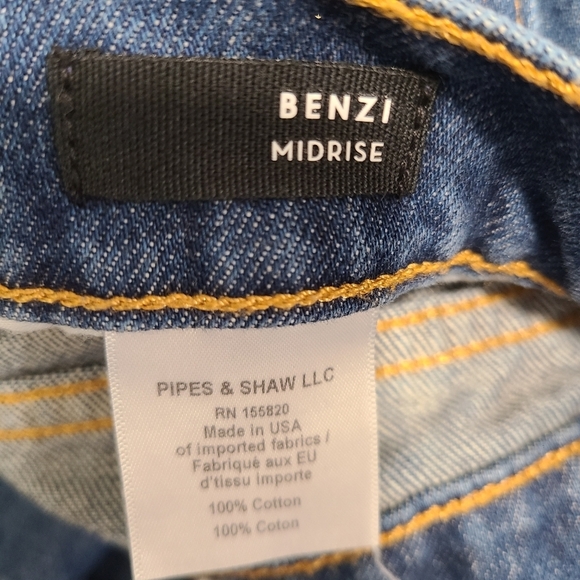 BENZI
MIDRISE
PIPES & SHAW LLC
RN 155820
Made in USA
of imported fabrics /
Fabriqué aux EU
d'tissu Importe
100% Cotton
100% Coton